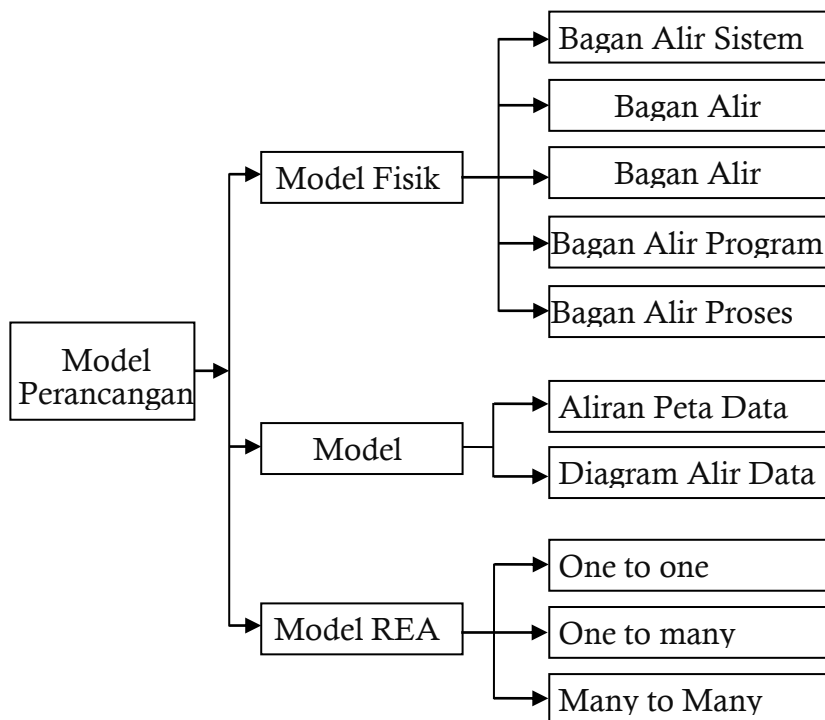 Model
Perancangan
Model Fisik
Bagan Alir Sistem
Bagan Alir
Bagan Alir
Bagan Alir Program
Bagan Alir Proses
Model
Aliran Peta Data
Diagram Alir Data
Model REA
One to one
One to many
Many to Many